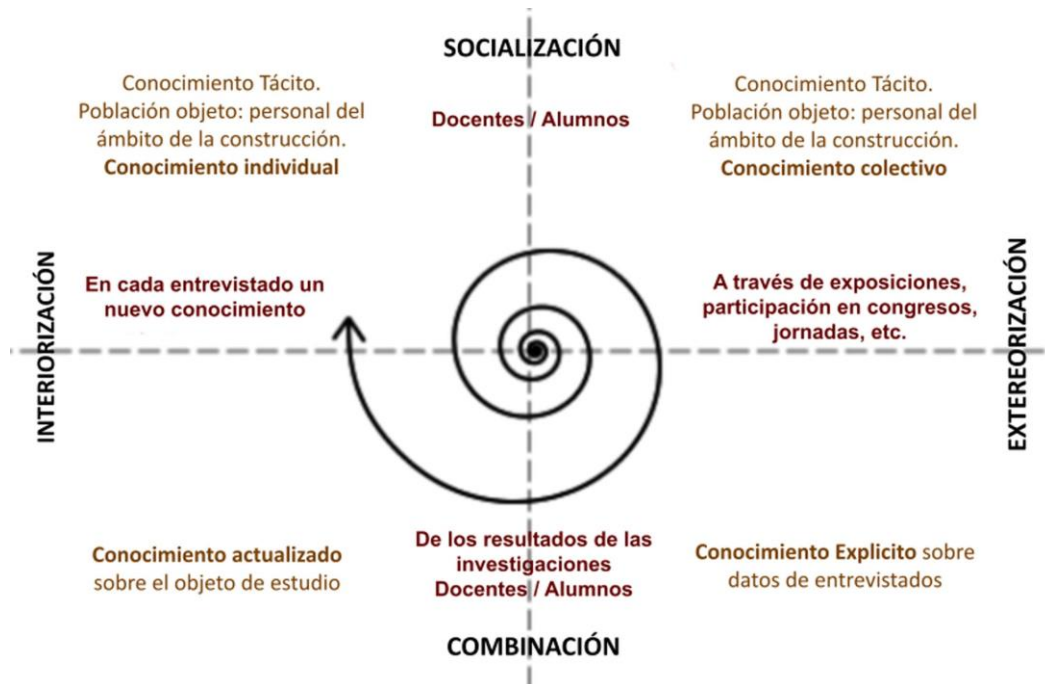 SOCIALIZACIÓN
Conocimiento Tácito.
Población objeto: personal del
ámbito de la construcción.
Conocimiento individual
Docentes / Alumnos
Conocimiento Tácito.
Población objeto: personal del
ámbito de la construcción.
Conocimiento colectivo
INTERIORIZACIÓN
En cada entrevistado un
nuevo conocimiento
A través de exposiciones,
participación en congresos,
jornadas, etc.
EXTEREORIZACIÓN
Conocimiento actualizado
sobre el objeto de estudio
De los resultados de las
investigaciones
Docentes / Alumnos
Conocimiento Explicito sobre
datos de entrevistados
COMBINACIÓN